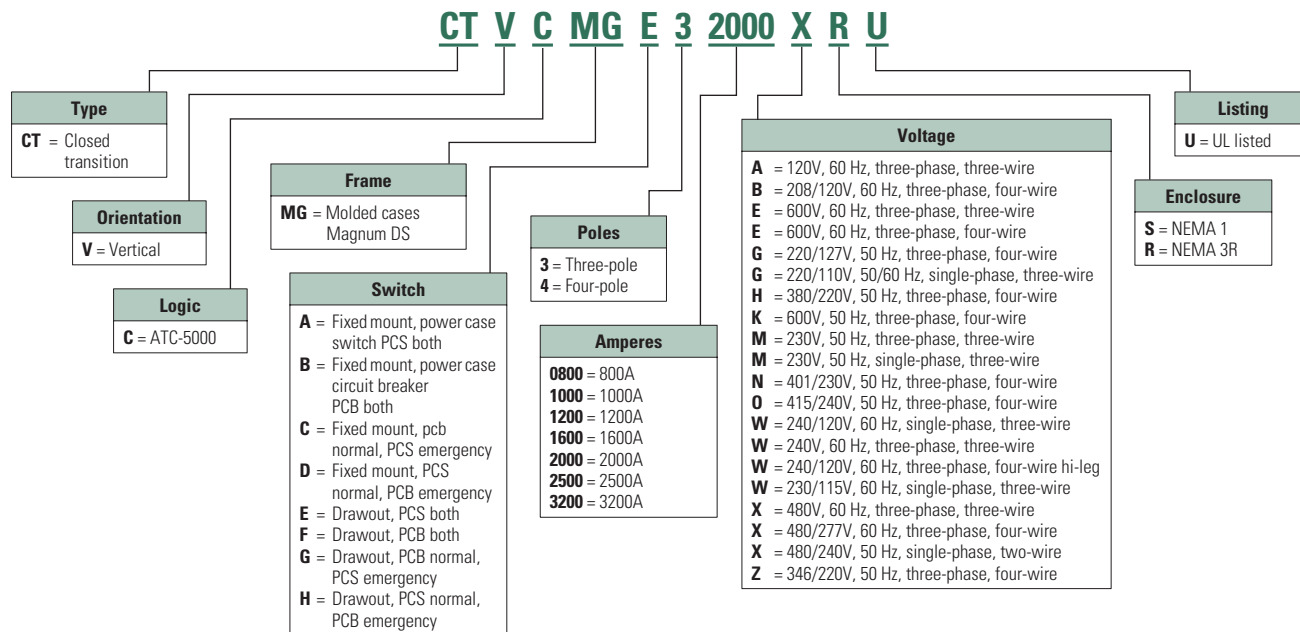 CT V C MG E 3 2000 X R U
Type
CT = Closed
transition
Orientation
V = Vertical
Logic
C = ATC-5000
Frame
MG = Molded cases
Magnum DS
Switch
A = Fixed mount, power case
switch PCS both
B = Fixed mount, power case
circuit breaker
PCB both
C = Fixed mount, pcb
normal, PCS emergency
D = Fixed mount, PCS
normal, PCB emergency
E = Drawout, PCS both
F = Drawout, PCB both
G = Drawout, PCB normal,
PCS emergency
H = Drawout, PCS normal,
PCB emergency
Poles
3 = Three-pole
4 = Four-pole
Amperes
0800 = 800A
1000 = 1000A
1200 = 1200A
1600 = 1600A
2000 = 2000A
2500 = 2500A
3200 = 3200A
Voltage
A = 120V, 60 Hz, three-phase, three-wire
B = 208/120V, 60 Hz, three-phase, four-wire
E = 600V, 60 Hz, three-phase, three-wire
E = 600V, 60 Hz, three-phase, four-wire
G = 220/127V, 50 Hz, three-phase, four-wire
G = 220/110V, 50/60 Hz, single-phase, three-wire
H = 380/220V, 50 Hz, three-phase, four-wire
K = 600V, 50 Hz, three-phase, four-wire
M = 230V, 50 Hz, three-phase, three-wire
M = 230V, 50 Hz, single-phase, three-wire
N = 401/230V, 50 Hz, three-phase, four-wire
O = 415/240V, 50 Hz, three-phase, four-wire
W = 240/120V, 60 Hz, single-phase, three-wire
W = 240V, 60 Hz, three-phase, three-wire
W = 240/120V, 60 Hz, three-phase, four-wire hi-leg
W = 230/115V, 60 Hz, single-phase, three-wire
X = 480V, 60 Hz, three-phase, three-wire
X = 480/277V, 60 Hz, three-phase, four-wire
X = 480/240V, 50 Hz, single-phase, two-wire
Z = 346/220V, 50 Hz, three-phase, four-wire
Enclosure
S = NEMA 1
R = NEMA 3R
Listing
U = UL listed